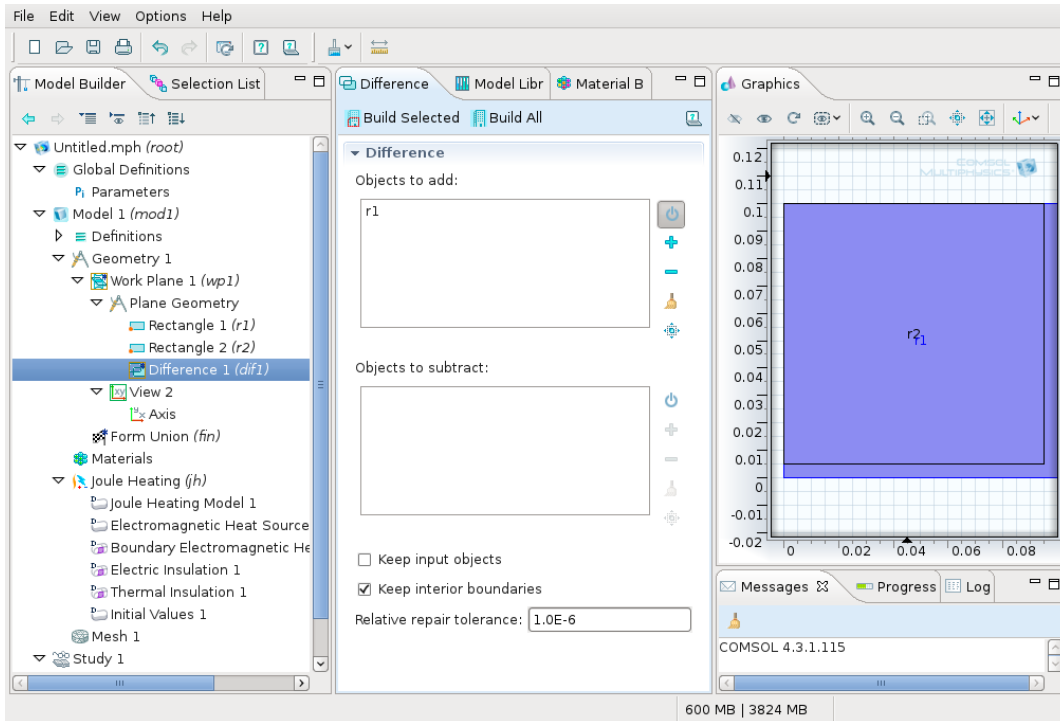 File Edit View Options Help
Model Builder Selection List
Untitled.mph (root)
Global Definitions
Pi Parameters
Model 1 (mod1)
Definitions
Geometry 1
Work Plane 1 (wp1)
Plane Geometry
Rectangle 1 (r1)
Rectangle 2 (r2)
Difference 1 (dif1)
xy View 2
Axis
Form Union (fin)
Materials
Joule Heating (jh)
Joule Heating Model 1
Electromagnetic Heat Source
Boundary Electromagnetic He
Electric Insulation 1
Thermal Insulation 1
Initial Values 1
Mesh 1
Study 1
Difference Model Libr Material B
Build Selected Build All
Difference
Objects to add:
r1
Objects to subtract:
Keep input objects
Keep interior boundaries
Relative repair tolerance: 1.0E-6
Graphics
COMSOL
MULTIPHYSICS
0.12
0.11
0.1
0.09
0.08
0.07
0.06
0.05
0.04
0.03
0.02
0.01
0
-0.01
-0.02
r2
r1
0 0.02 0.04 0.06 0.08
Messages Progress Log
COMSOL 4.3.1.115
600 MB | 3824 MB